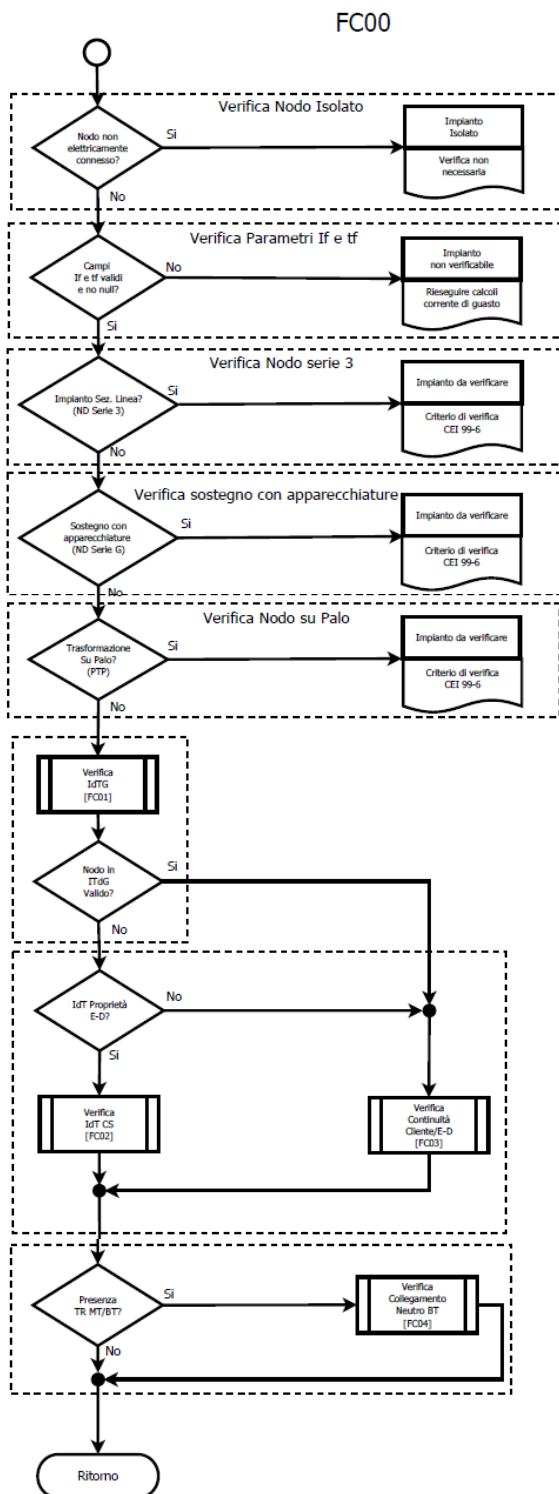 FC00
Verifica Nodo Isolato
Nodo non
elettricamente
connesso?
Si
Impianto
Isolato
Verifica non
necessaria
No
Verifica Parametri If e tf
Campi
If e tf validi
e no null?
No
Impianto
non verificabile
Rieseguire calcoli
corrente di guasto
Si
Verifica Nodo serie 3
Impianto Sez. Linea?
(ND Serie 3)
Si
Impianto da verificare
Criterio di verifica
CEI 99-6
No
Verifica sostegno con apparecchiature
Sostegno con
apparecchiature
(ND Serie G)
Si
Impianto da verificare
Criterio di verifica
CEI 99-6
No
Verifica Nodo su Palo
Trasformazione
Su Palo?
(PTP)
Si
Impianto da verificare
Criterio di verifica
CEI 99-6
No
Verifica
IdTG
[FC01]
Nodo in
ITdG
Valido?
Si
No
IdT Proprietà
E-D?
No
Si
Verifica
IdT CS
[FC02]
Verifica
Continuità
Cliente/E-D
[FC03]
Presenza
TR MT/BT?
Si
Verifica
Collegamento
Neutro BT
[FC04]
No
Ritorno